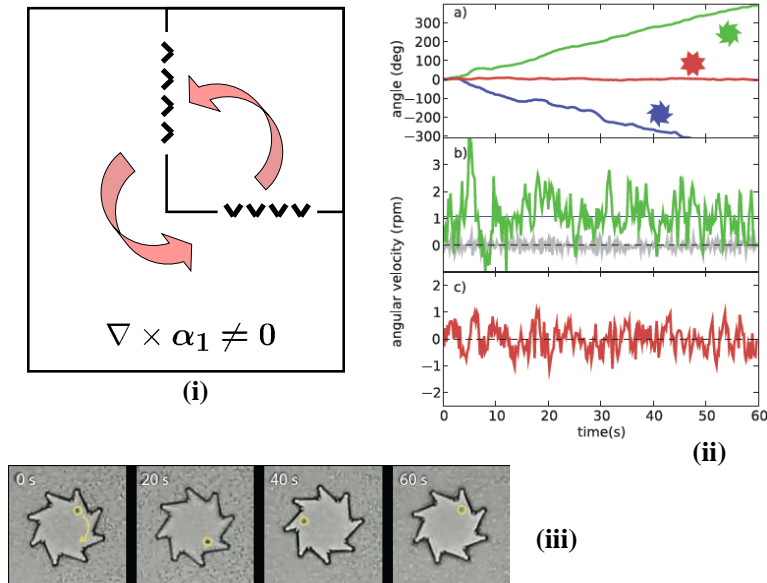 ∇ × α₁ ≠ 0
(i)
a)
angle (deg)
300
200
100
0
−100
−200
−300
b)
angular velocity (rpm)
3
2
1
0
c)
2
1
0
−1
−2
0 10 20 30 40 50 60
time(s)
(ii)
0 s 20 s 40 s 60 s
(iii)